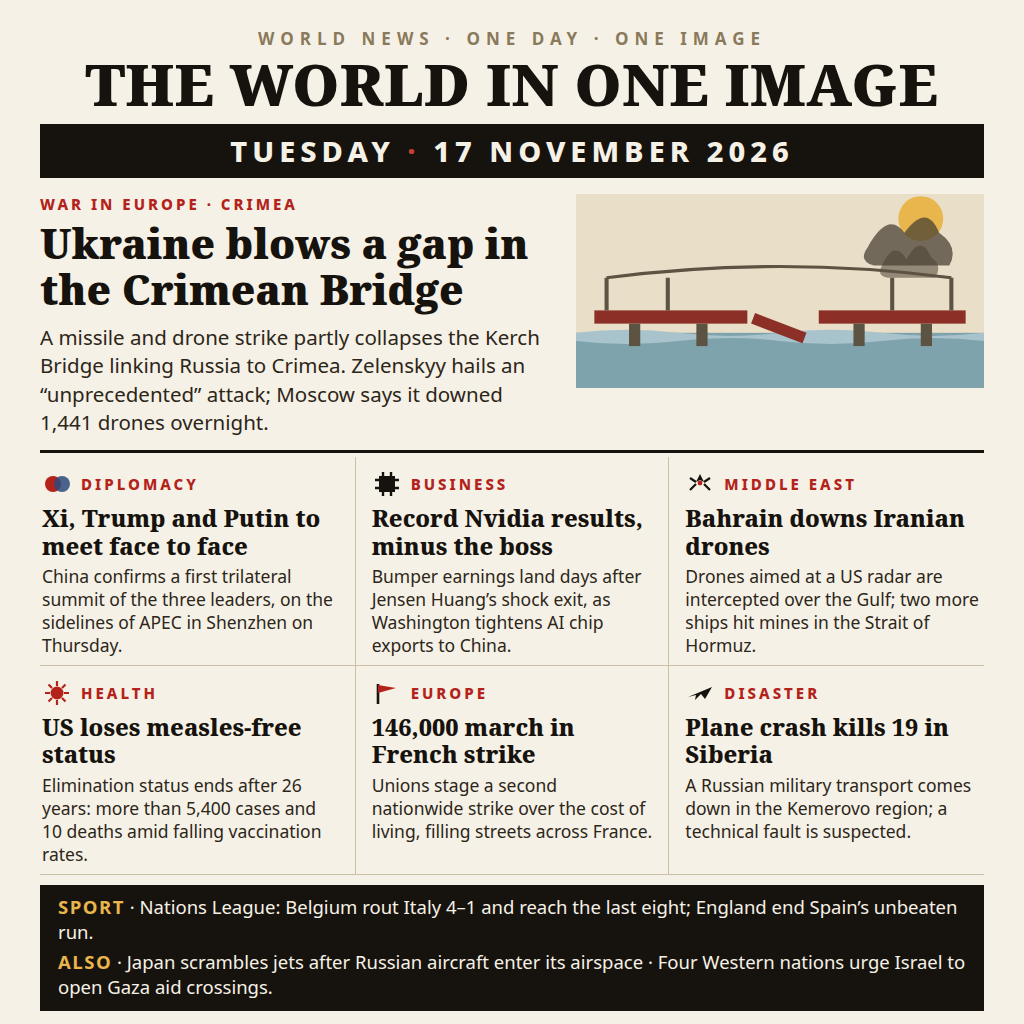 WORLD NEWS · ONE DAY · ONE IMAGE
THE WORLD IN ONE IMAGE
TUESDAY · 17 NOVEMBER 2026
WAR IN EUROPE · CRIMEA
Ukraine blows a gap in
the Crimean Bridge
A missile and drone strike partly collapses the Kerch
Bridge linking Russia to Crimea. Zelenskyy hails an
“unprecedented” attack; Moscow says it downed
1,441 drones overnight.
DIPLOMACY
Xi, Trump and Putin to
meet face to face
China confirms a first trilateral
summit of the three leaders, on the
sidelines of APEC in Shenzhen on
Thursday.
BUSINESS
Record Nvidia results,
minus the boss
Bumper earnings land days after
Jensen Huang’s shock exit, as
Washington tightens AI chip
exports to China.
MIDDLE EAST
Bahrain downs Iranian
drones
Drones aimed at a US radar are
intercepted over the Gulf; two more
ships hit mines in the Strait of
Hormuz.
HEALTH
US loses measles-free
status
Elimination status ends after 26
years: more than 5,400 cases and
10 deaths amid falling vaccination
rates.
EUROPE
146,000 march in
French strike
Unions stage a second
nationwide strike over the cost of
living, filling streets across France.
DISASTER
Plane crash kills 19 in
Siberia
A Russian military transport comes
down in the Kemerovo region; a
technical fault is suspected.
SPORT · Nations League: Belgium rout Italy 4–1 and reach the last eight; England end Spain’s unbeaten
run.
ALSO · Japan scrambles jets after Russian aircraft enter its airspace · Four Western nations urge Israel to
open Gaza aid crossings.